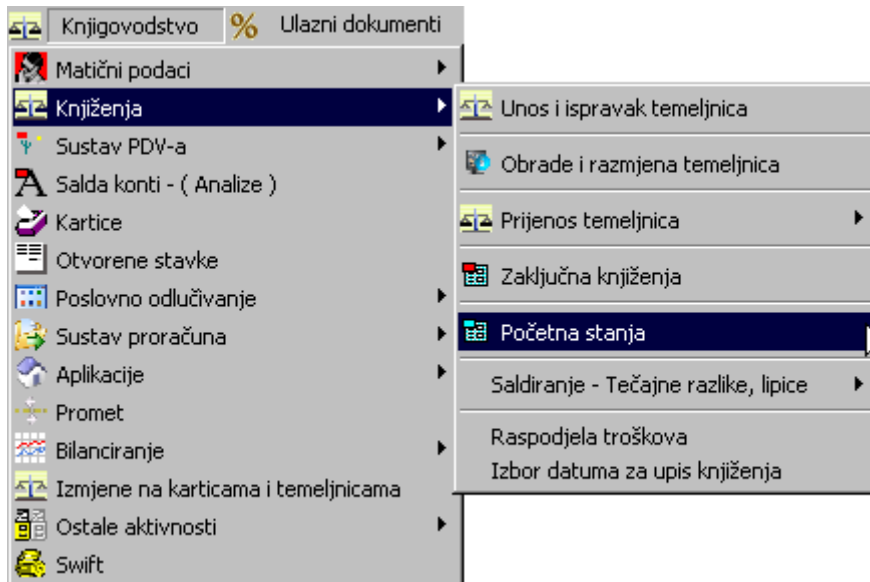 Knjigovodstvo
% Ulazni dokumenti
Matični podaci
Knjiženja
Sustav PDV-a
Salda konti - ( Analize )
Kartice
Otvorene stavke
Poslovno odlučivanje
Sustav proračuna
Aplikacije
Promet
Bilanciranje
Izmjene na karticama i temeljnicama
Ostale aktivnosti
Swift
Unos i ispravak temeljnica
Obrade i razmjena temeljnica
Prijenos temeljnica
Zaključna knjiženja
Početna stanja
Saldiranje - Tečajne razlike, lipice
Raspodjela troškova
Izbor datuma za upis knjiženja